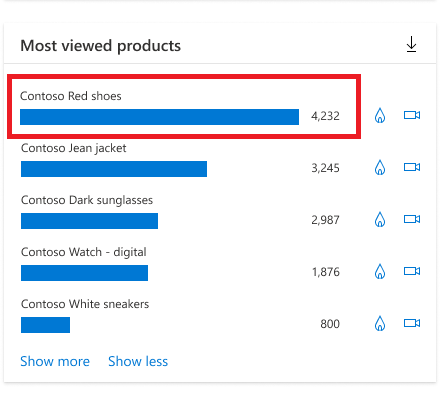 Most viewed products
Contoso Red shoes
4,232
Contoso Jean jacket
3,245
Contoso Dark sunglasses
2,987
Contoso Watch - digital
1,876
Contoso White sneakers
800
Show more Show less